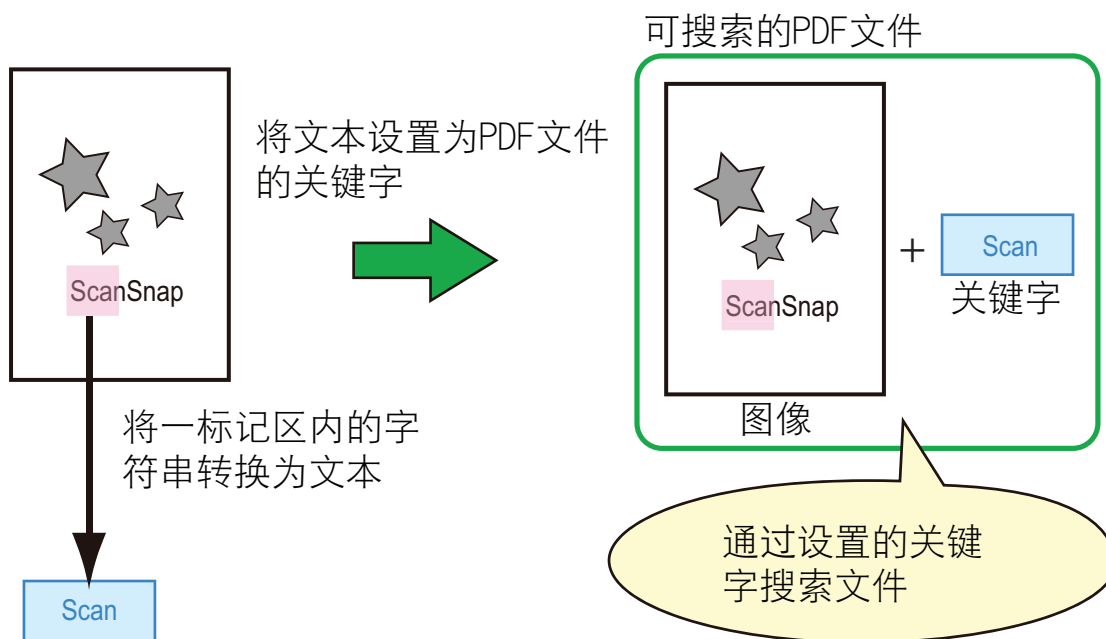 可搜索的PDF文件
将文本设置为PDF文件
的关键字
ScanSnap
将一标记区内的字
符串转换为文本
Scan
ScanSnap
图像
+
Scan
关键字
通过设置的关键
字搜索文件